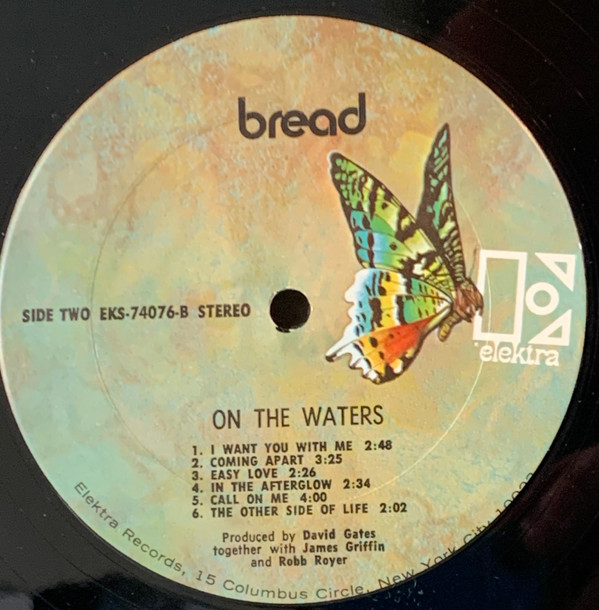 bread
elektra
SIDE TWO EKS-74076-B STEREO
ON THE WATERS
1. I WANT YOU WITH ME 2:48
2. COMING APART 3:25
3. EASY LOVE 2:26
4. IN THE AFTERGLOW 2:34
5. CALL ON ME 4:00
6. THE OTHER SIDE OF LIFE 2:02
Produced by David Gates
together with James Griffin
and Robb Royer
Elektra Records, 15 Columbus Circle, New York City